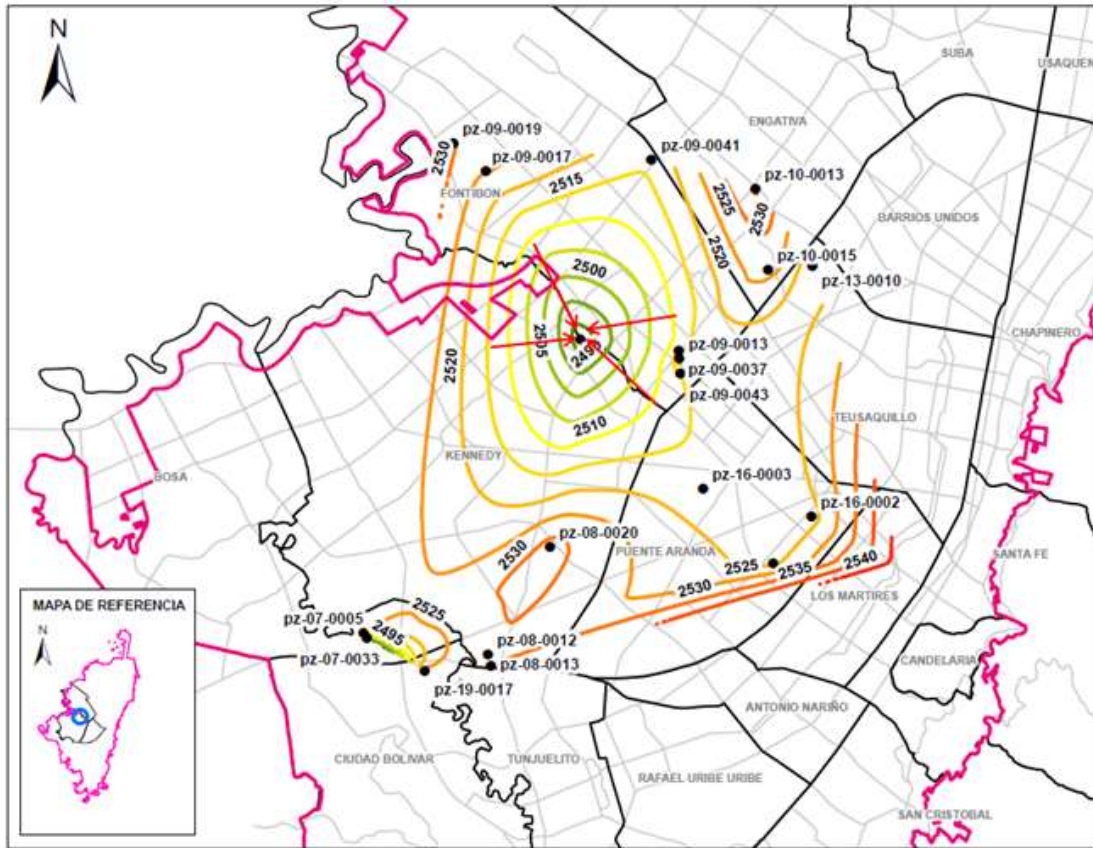 N
SUBA
USAQUEN
ENGATIVA
pz-09-0019
pz-09-0041
2530
pz-09-0017
2515
pz-10-0013
FONTIBON
2525
2530
BARRIOS UNIDOS
2520
pz-10-0015
2500
pz-13-0010
2505
CHAPINERO
2495
pz-09-0013
2520
pz-09-0037
pz-09-0043
TEUSAQUILLO
2510
KENNEDY
BOSA
pz-16-0003
pz-16-0002
2530
pz-08-0020
PUENTE ARANDA
SANTA FE
2525
2540
2535
2530
LOS MARTIRES
MAPA DE REFERENCIA
N
pz-07-0005
2525
2495
pz-07-0033
pz-08-0012
pz-08-0013
CANDELARIA
pz-19-0017
ANTONIO NARIÑO
CIUDAD BOLIVAR
TUNJUELITO
RAFAEL URIBE URIBE
SAN CRISTOBAL